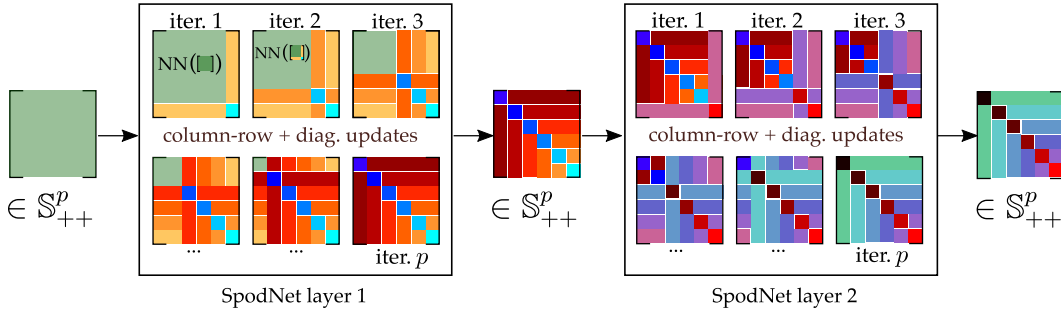 iter. 1 iter. 2 iter. 3
NN([ ]) NN([ ])
column-row + diag. updates
... ... iter. p
SpodNet layer 1
iter. 1 iter. 2 iter. 3
column-row + diag. updates
... ... iter. p
SpodNet layer 2
∈ 𝕊^p_{++}
∈ 𝕊^p_{++}
∈ 𝕊^p_{++}